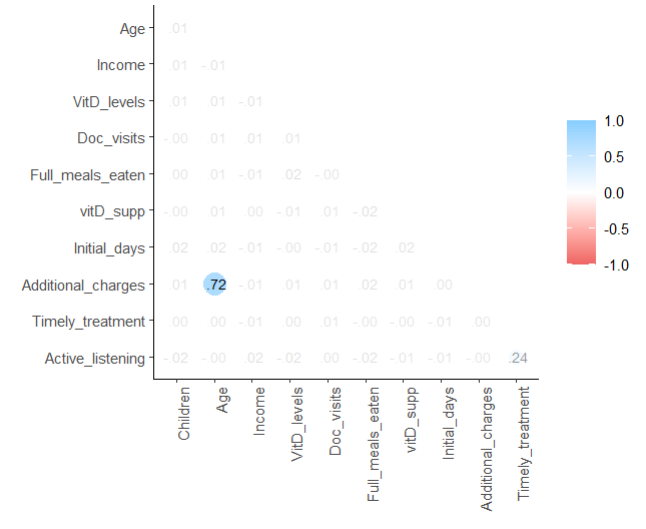 Age .01
Income .01 -.01
VitD_levels .01 .01 -.01
Doc_visits -.00 .01 .01 .01
Full_meals_eaten .00 .01 -.01 .02 -.00
vitD_supp -.00 .01 .00 -.01 .01 -.02
Initial_days .02 .02 -.01 -.00 -.01 -.02 .02
Additional_charges .01 .72 -.01 .01 .01 .02 .01 .00
Timely_treatment .00 .00 -.01 .00 .01 -.00 -.00 -.01 .00
Active_listening -.02 -.00 .02 -.02 .00 -.02 -.01 -.01 -.00 .24
Children
Age
Income
VitD_levels
Doc_visits
Full_meals_eaten
vitD_supp
Initial_days
Additional_charges
Timely_treatment
1.0
0.5
0.0
-0.5
-1.0